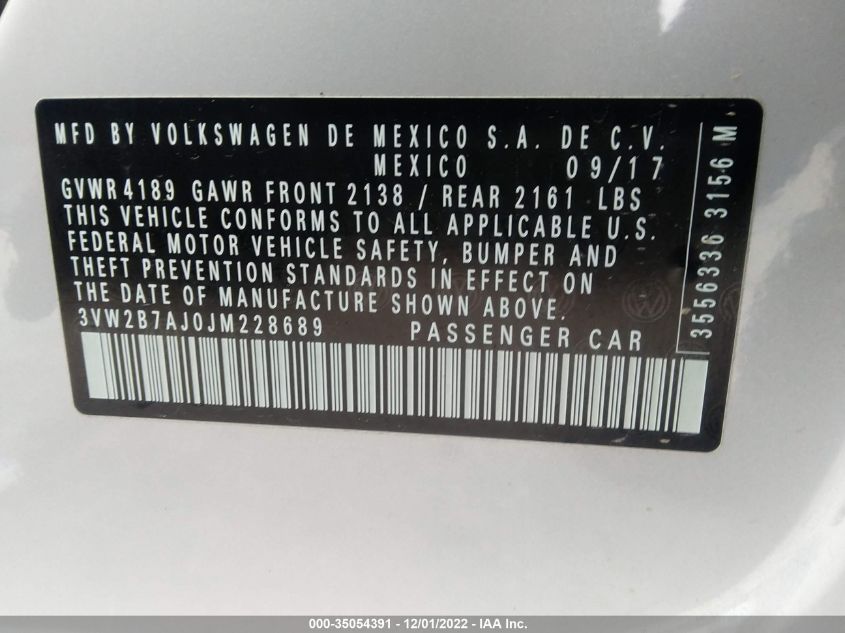 MFD BY VOLKSWAGEN DE MEXICO S.A. DE C.V.
MEXICO 09/17
GVWR 4189 GAWR FRONT 2138 / REAR 2161 LBS
THIS VEHICLE CONFORMS TO ALL APPLICABLE U.S.
FEDERAL MOTOR VEHICLE SAFETY, BUMPER AND
THEFT PREVENTION STANDARDS IN EFFECT ON
THE DATE OF MANUFACTURE SHOWN ABOVE.
3VW2B7AJ0JM228689 PASSENGER CAR
3556336 3156 M
000-35054391 - 12/01/2022 - IAA Inc.